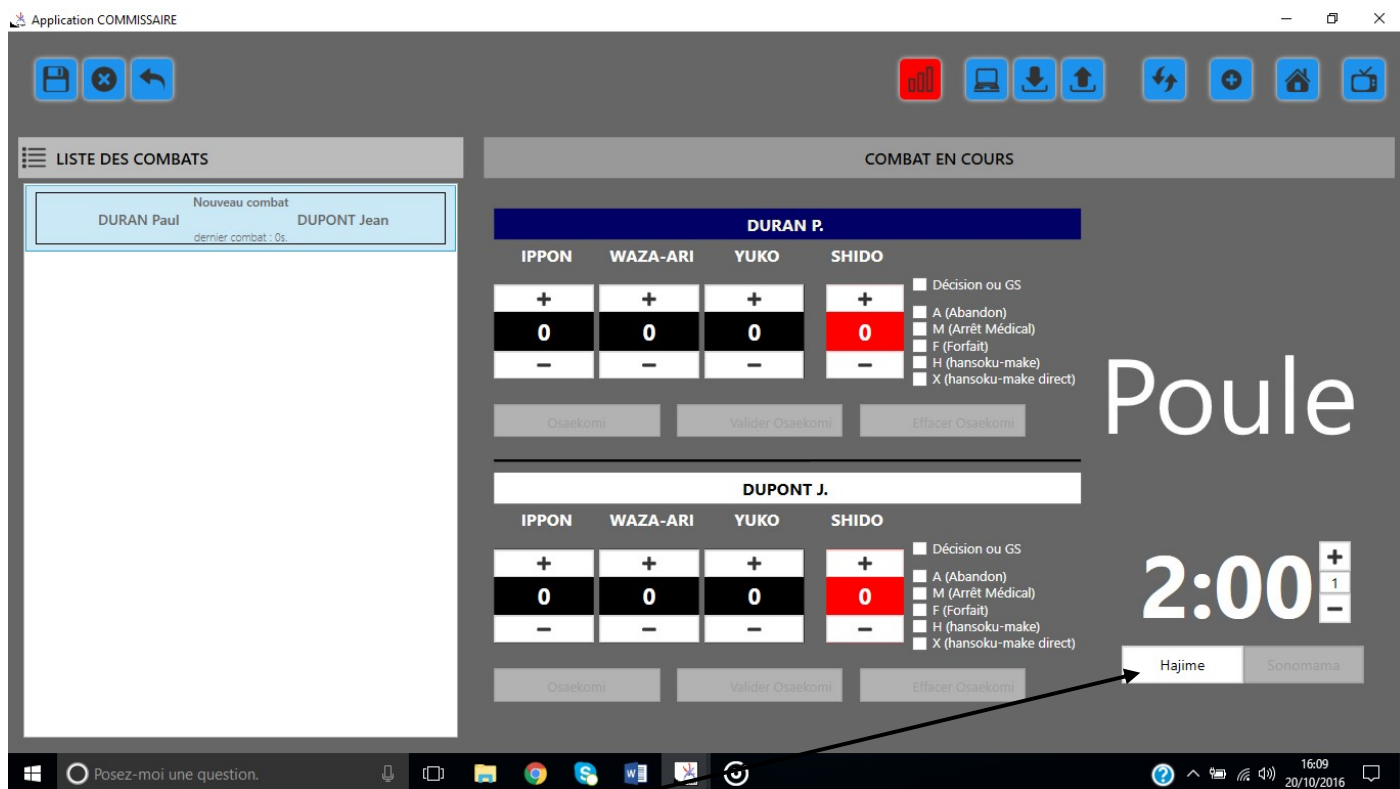 Application COMMISSAIRE
LISTE DES COMBATS
COMBAT EN COURS
Nouveau combat
DURAN Paul DUPONT Jean
dernier combat : 0s.
DURAN P.
IPPON WAZA-ARI YUKO SHIDO
+ + + +
0 0 0 0
− − − −
Décision ou GS
A (Abandon)
M (Arrêt Médical)
F (Forfait)
H (hansoku-make)
X (hansoku-make direct)
Osaekomi Valider Osaekomi Effacer Osaekomi
Poule
DUPONT J.
IPPON WAZA-ARI YUKO SHIDO
+ + + +
0 0 0 0
− − − −
Décision ou GS
A (Abandon)
M (Arrêt Médical)
F (Forfait)
H (hansoku-make)
X (hansoku-make direct)
Osaekomi Valider Osaekomi Effacer Osaekomi
2:00
+
1
−
Hajime Sonomama
Posez-moi une question.
16:09
20/10/2016